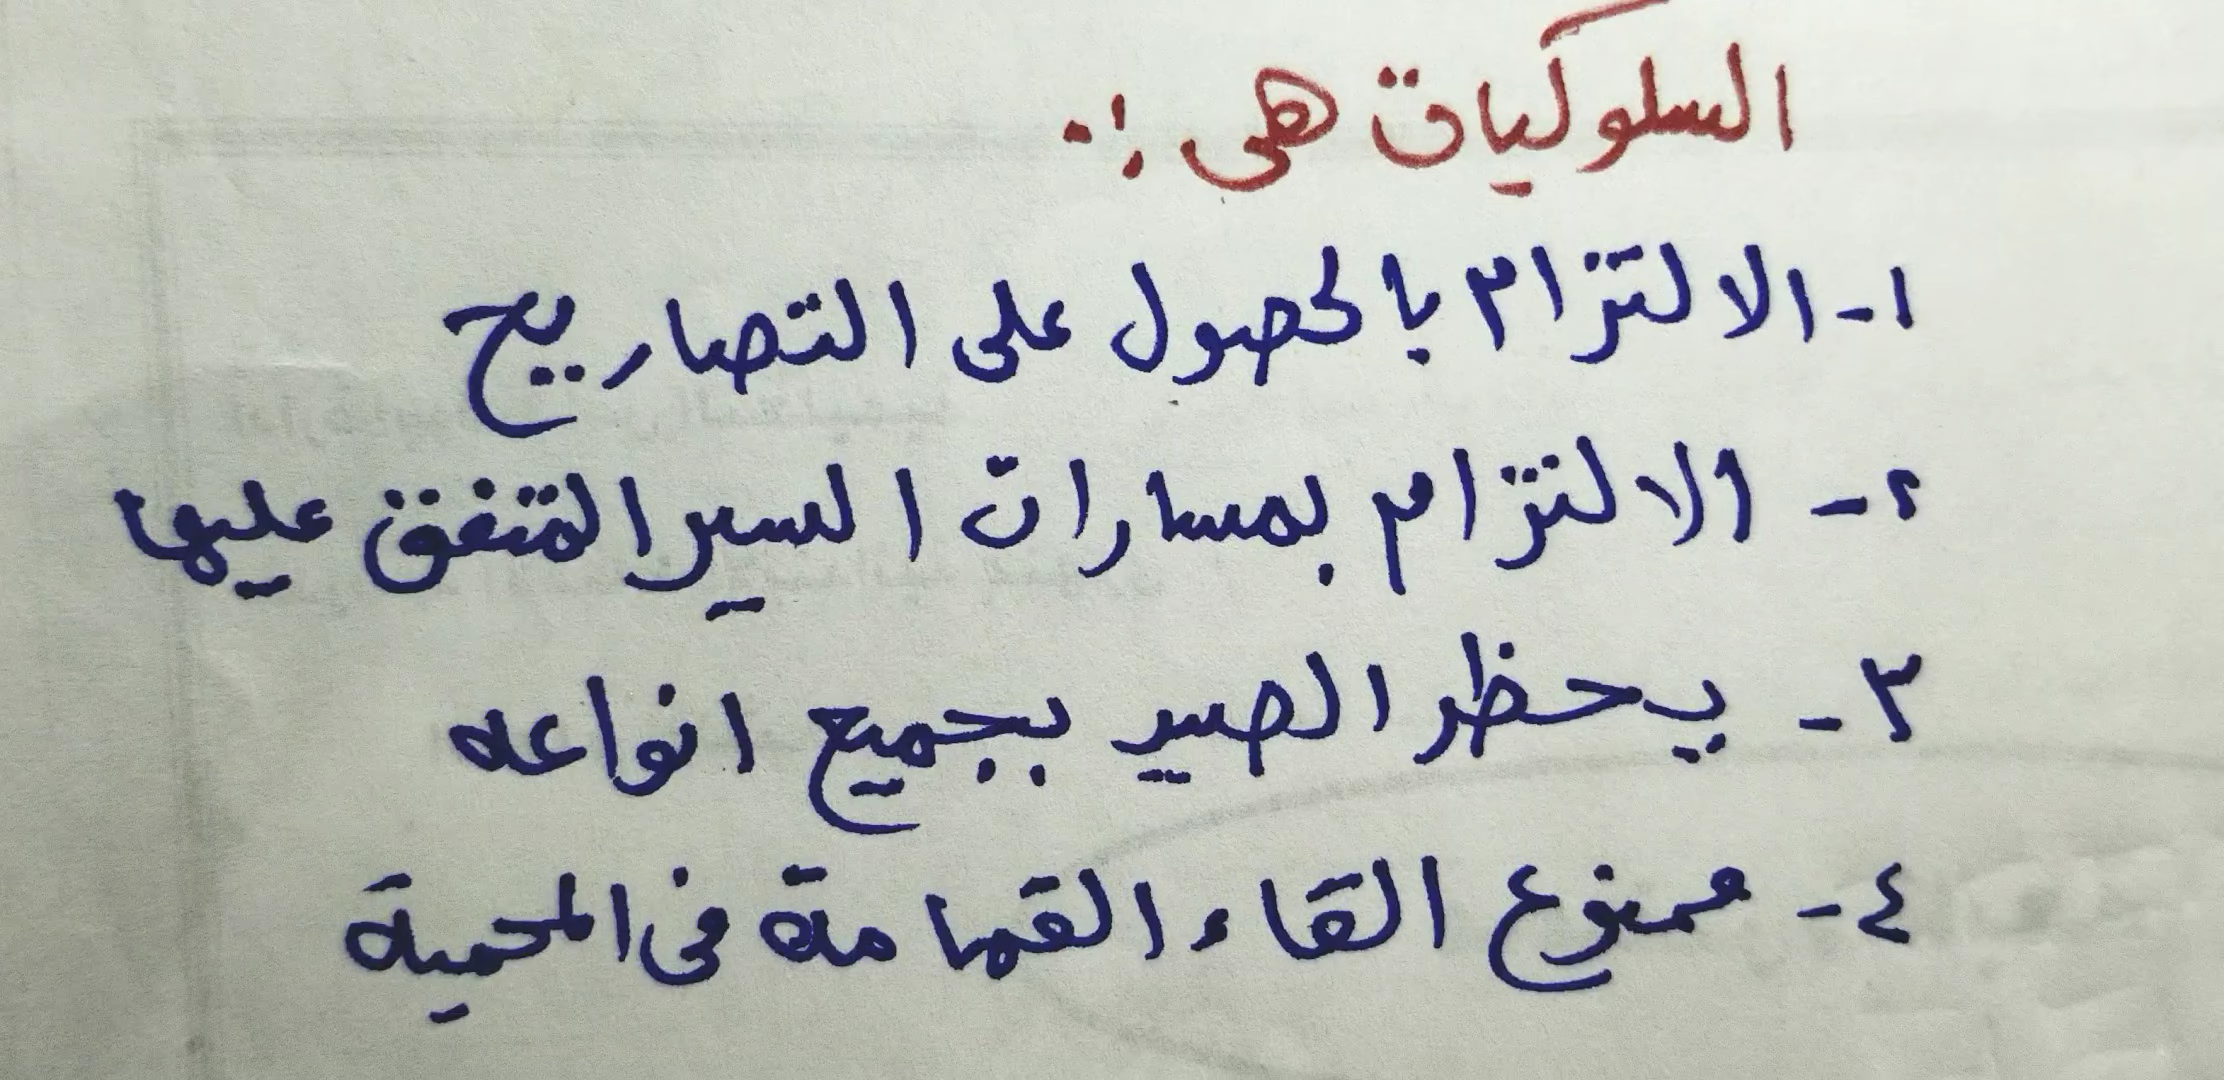 السلوكيات هى :.
١- الالتزام بالحصول على التصاريح
٢- الالتزام بمسارات السير المتفق عليها
٣- يحظر الصيد بجميع انواعه
٤- ممنوع القاء القمامة فى المحمية